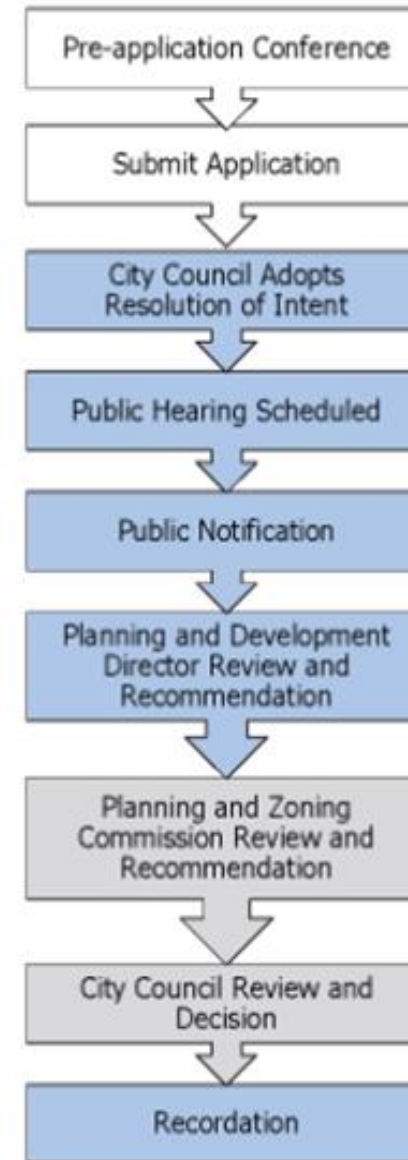 Pre-application Conference
Submit Application
City Council Adopts
Resolution of Intent
Public Hearing Scheduled
Public Notification
Planning and Development
Director Review and
Recommendation
Planning and Zoning
Commission Review and
Recommendation
City Council Review and
Decision
Recordation